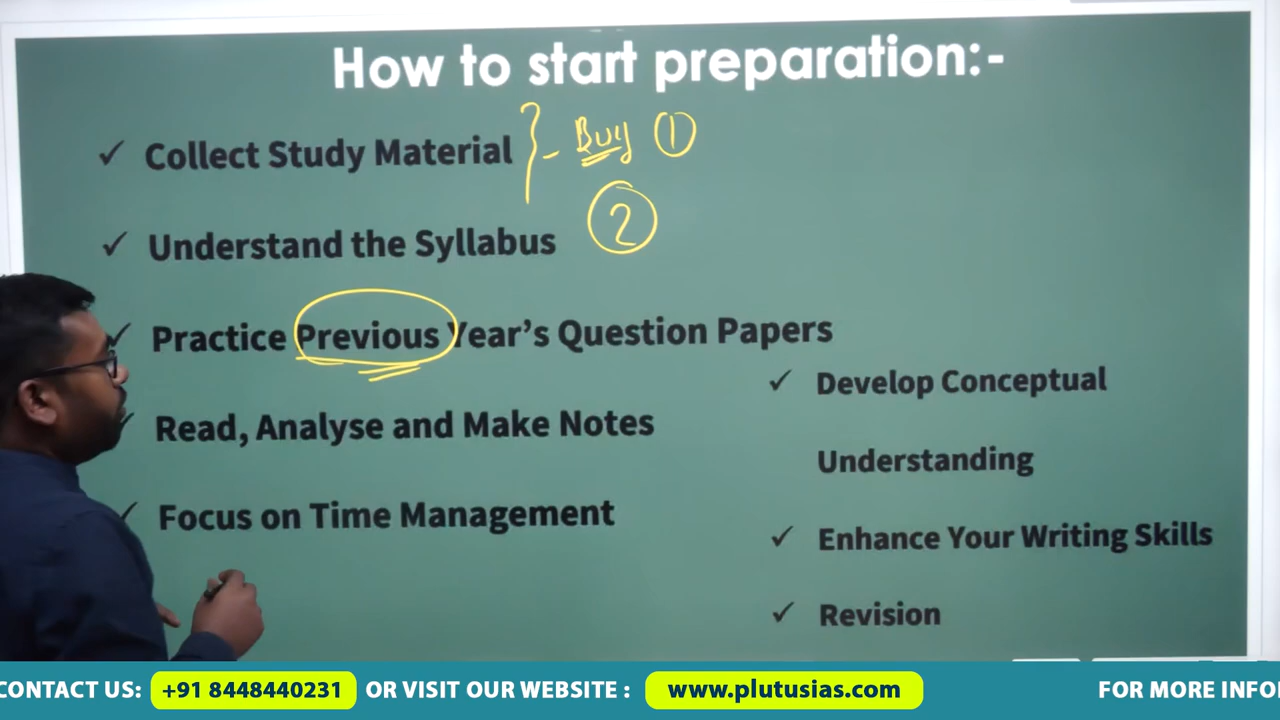 How to start preparation:-
✓ Collect Study Material } - Buy ①
✓ Understand the Syllabus ②
✓ Practice Previous Year’s Question Papers
✓ Read, Analyse and Make Notes
✓ Focus on Time Management
✓ Develop Conceptual
Understanding
✓ Enhance Your Writing Skills
✓ Revision
CONTACT US: +91 8448440231 OR VISIT OUR WEBSITE : www.plutusias.com FOR MORE INFO